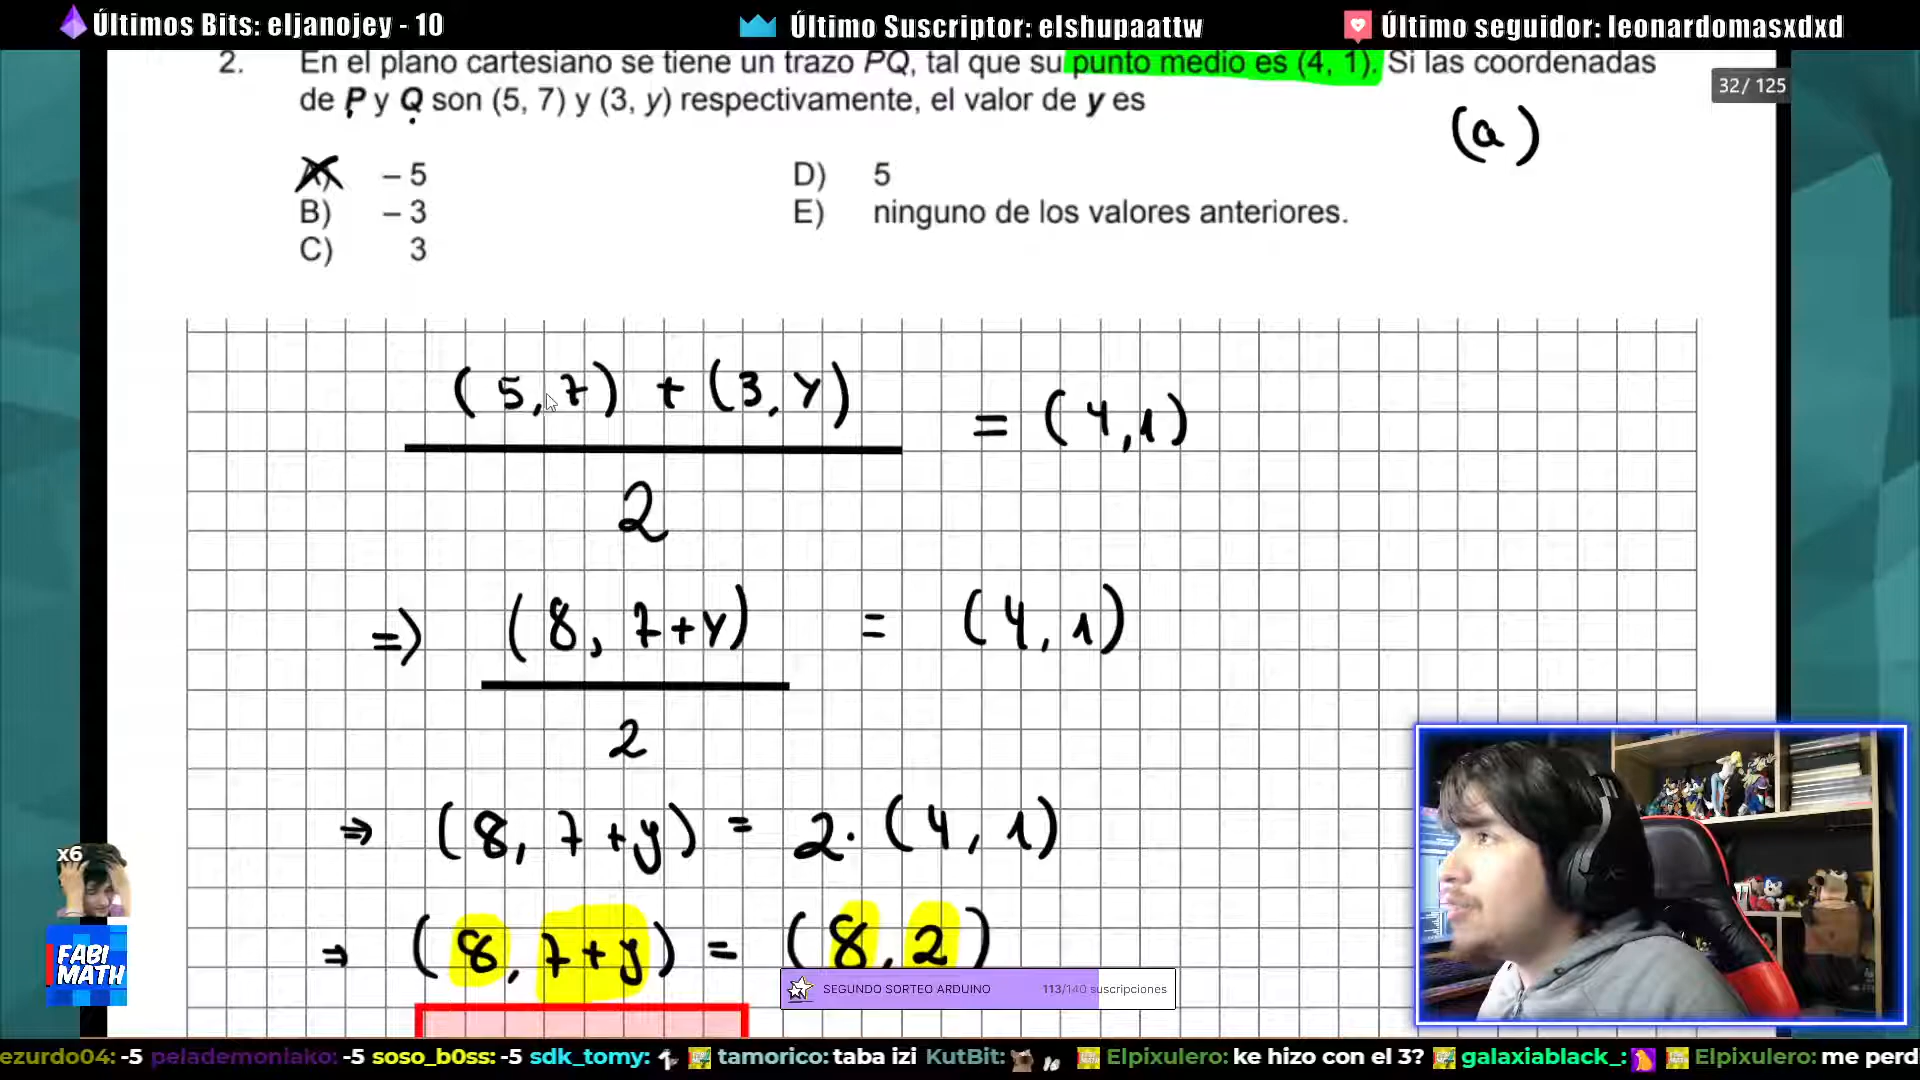 Últimos Bits: eljanojey - 10
Último Suscriptor: elshupaattw
Último seguidor: leonardomasxdxd
2. En el plano cartesiano se tiene un trazo PQ, tal que su punto medio es (4, 1). Si las coordenadas
de P y Q son (5, 7) y (3, y) respectivamente, el valor de y es
32 / 125
(a)
A) – 5
B) – 3
C) 3
D) 5
E) ninguno de los valores anteriores.
(5,7) + (3,y)
= (4,1)
2
=> (8, 7+y) = (4,1)
2
⇒ (8, 7+y) = 2·(4,1)
⇒ (8, 7+y) = (8,2)
x6
FABI
MATH
SEGUNDO SORTEO ARDUINO 113/140 suscripciones
ezurdo04: -5 pelademoniako: -5 soso_b0ss: -5 sdk_tomy: tamorico: taba izi KutBit: Elpixulero: ke hizo con el 3? galaxiablack_: Elpixulero: me perd